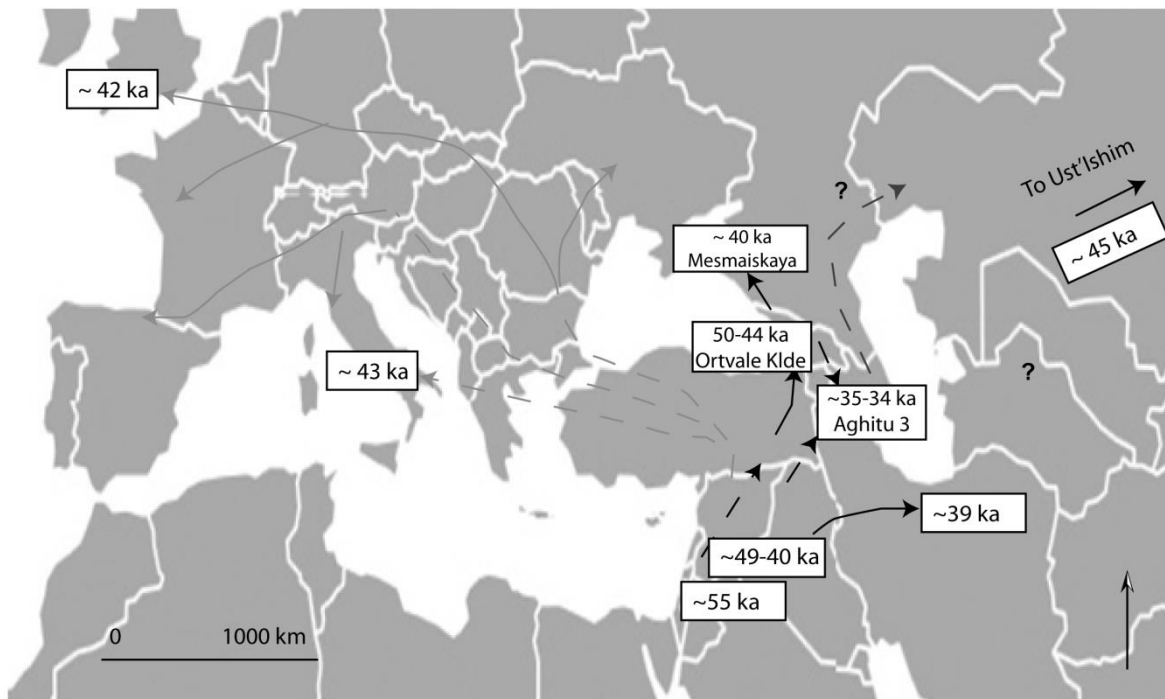 ~ 42 ka
?
To Ust'Ishim
~ 45 ka
~ 40 ka
Mesmaiskaya
50-44 ka
Ortvale Klde
?
~ 43 ka
~35-34 ka
Aghitu 3
~39 ka
~49-40 ka
~55 ka
0 1000 km